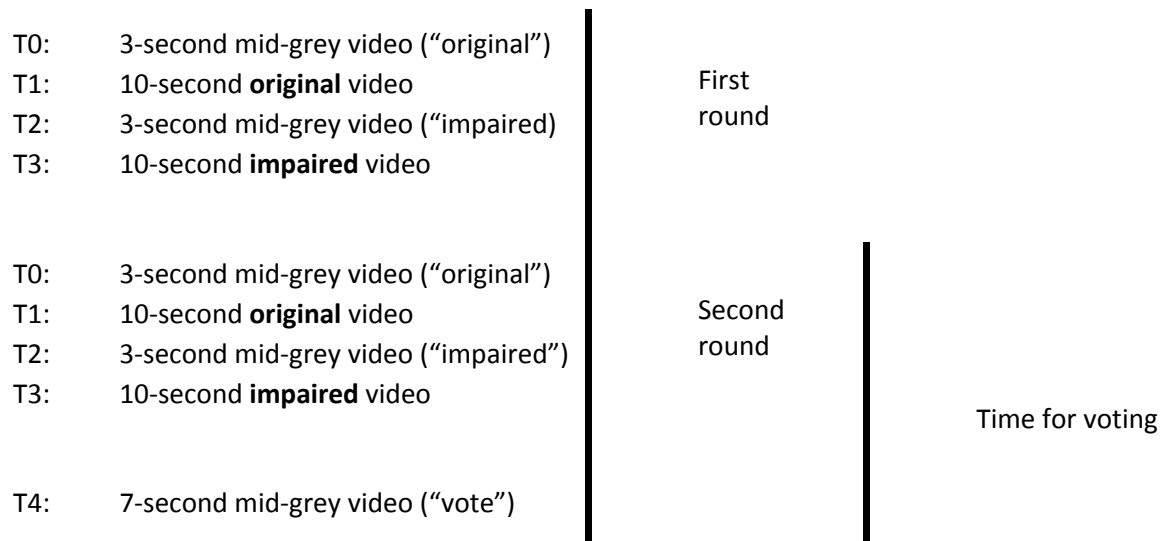 T0: 3-second mid-grey video (“original”)
T1: 10-second original video
T2: 3-second mid-grey video (“impaired)
T3: 10-second impaired video
First
round
T0: 3-second mid-grey video (“original”)
T1: 10-second original video
T2: 3-second mid-grey video (“impaired”)
T3: 10-second impaired video
Second
round
Time for voting
T4: 7-second mid-grey video (“vote”)